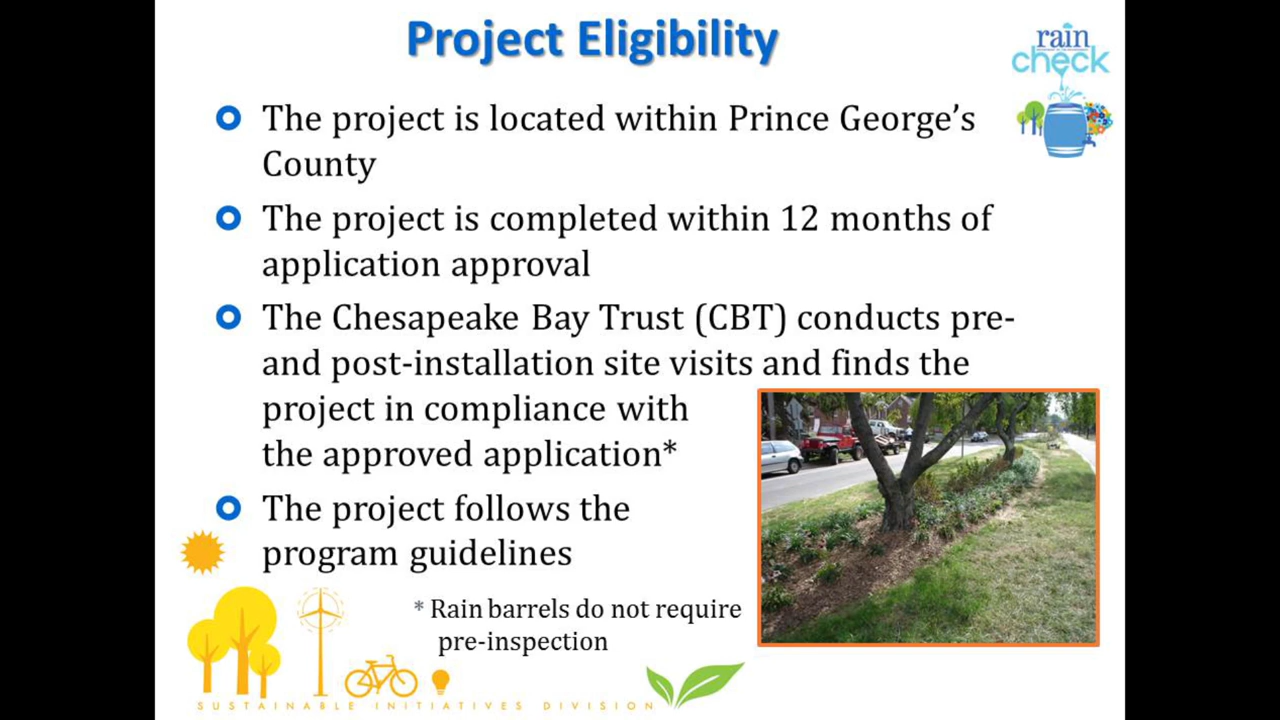 Project Eligibility
rain
check
The project is located within Prince George’s
County
The project is completed within 12 months of
application approval
The Chesapeake Bay Trust (CBT) conducts pre-
and post-installation site visits and finds the
project in compliance with
the approved application*
The project follows the
program guidelines
* Rain barrels do not require
pre-inspection
SUSTAINABLE INITIATIVES DIVISION